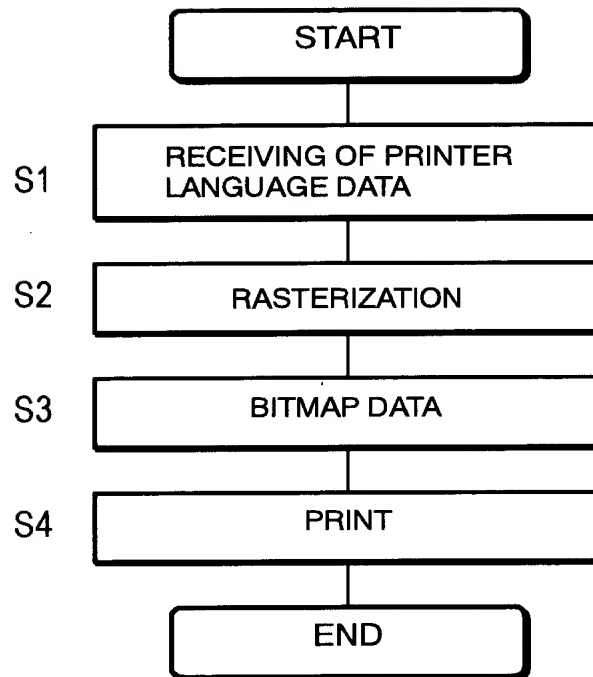 START
S1
RECEIVING OF PRINTER
LANGUAGE DATA
S2
RASTERIZATION
S3
BITMAP DATA
S4
PRINT
END